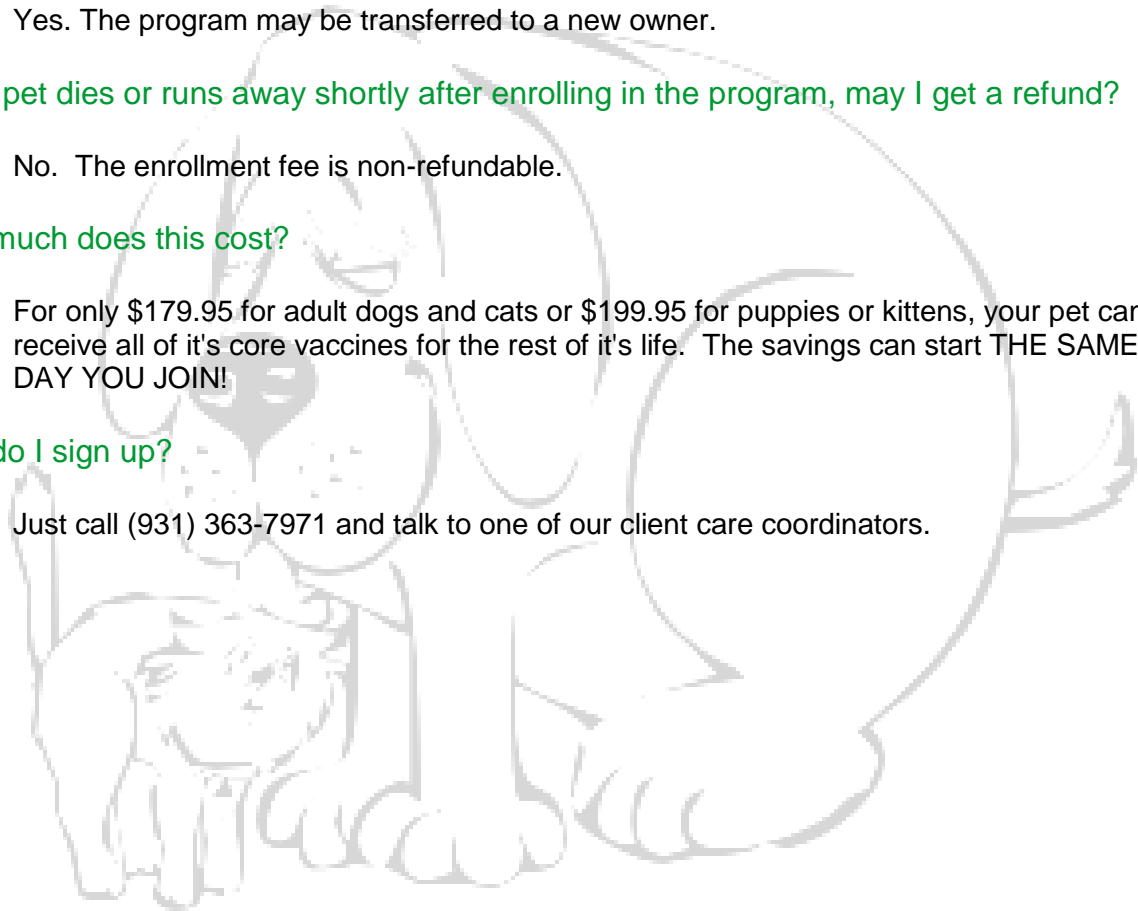 Yes. The program may be transferred to a new owner.
pet dies or runs away shortly after enrolling in the program, may I get a refund?
No. The enrollment fee is non-refundable.
much does this cost?
For only $179.95 for adult dogs and cats or $199.95 for puppies or kittens, your pet can
receive all of it's core vaccines for the rest of it's life. The savings can start THE SAME
DAY YOU JOIN!
do I sign up?
Just call (931) 363-7971 and talk to one of our client care coordinators.